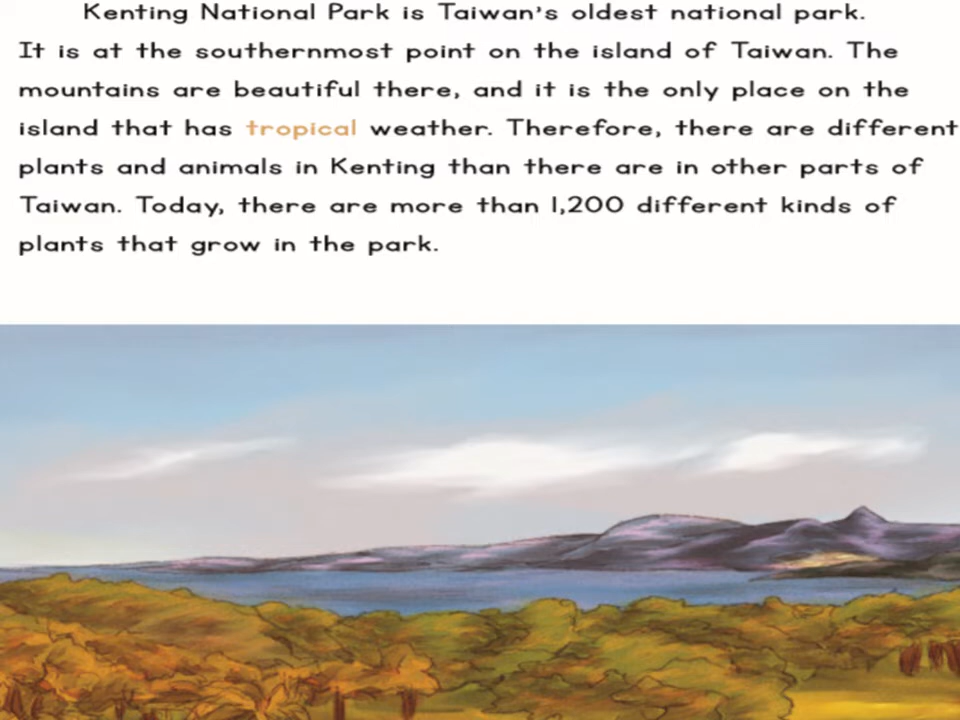 Kenting National Park is Taiwan's oldest national park.
It is at the southernmost point on the island of Taiwan. The
mountains are beautiful there, and it is the only place on the
island that has tropical weather. Therefore, there are different
plants and animals in Kenting than there are in other parts of
Taiwan. Today, there are more than 1,200 different kinds of
plants that grow in the park.